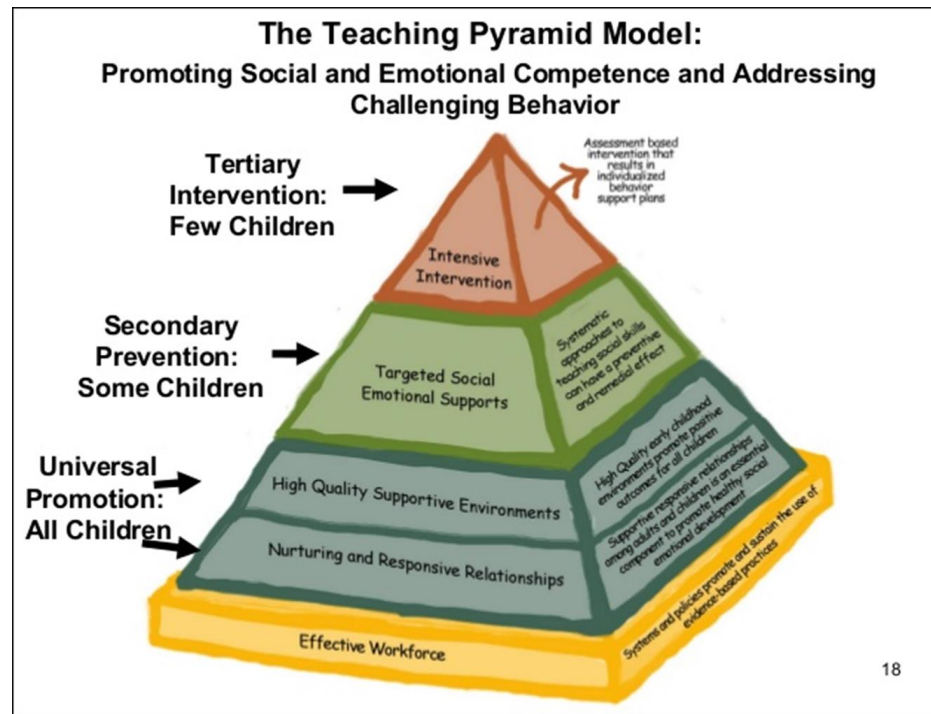 The Teaching Pyramid Model:
Promoting Social and Emotional Competence and Addressing
Challenging Behavior
Tertiary
Intervention:
Few Children
Assessment based
intervention that
results in
individualized
behavior
support plans
Intensive
Intervention
Secondary
Prevention:
Some Children
Targeted Social
Emotional Supports
Systematic
approaches to
teaching social skills
can have a preventive
and remedial effect
Universal
Promotion:
All Children
High Quality Supportive Environments
High Quality early childhood
environments promote positive
outcomes for all children
Nurturing and Responsive Relationships
Supportive responsive relationships
among adults and children is an essential
component to promote healthy social
emotional development
Effective Workforce
Systems and policies promote and sustain the use of
evidence-based practices
18